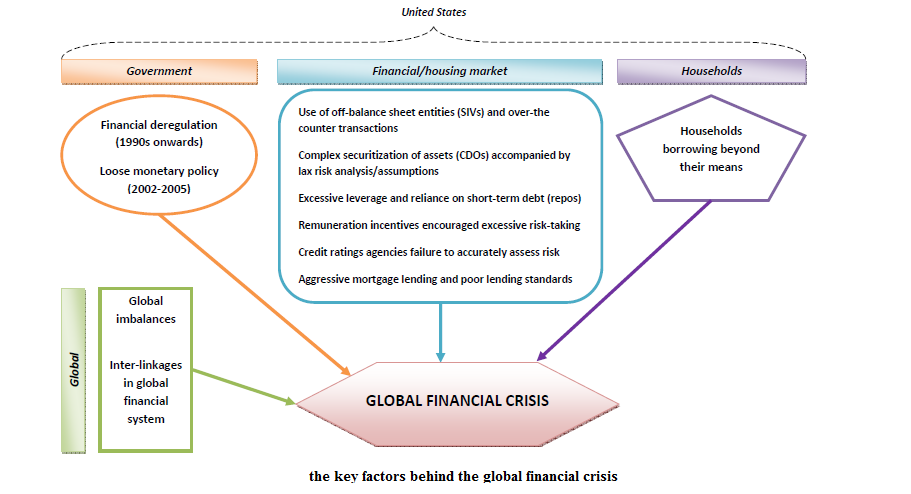 United States
Government
Financial/housing market
Households
Financial deregulation
(1990s onwards)
Loose monetary policy
(2002-2005)
Use of off-balance sheet entities (SIVs) and over-the
counter transactions
Complex securitization of assets (CDOs) accompanied by
lax risk analysis/assumptions
Excessive leverage and reliance on short-term debt (repos)
Remuneration incentives encouraged excessive risk-taking
Credit ratings agencies failure to accurately assess risk
Aggressive mortgage lending and poor lending standards
Households
borrowing beyond
their means
Global
Global
imbalances
Inter-linkages
in global
financial
system
GLOBAL FINANCIAL CRISIS
the key factors behind the global financial crisis